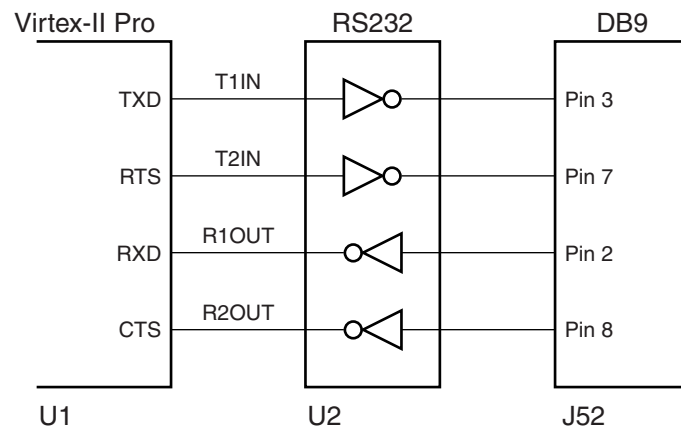 Virtex-II Pro RS232 DB9
TXD T1IN Pin 3
RTS T2IN Pin 7
RXD R1OUT Pin 2
CTS R2OUT Pin 8
U1 U2 J52